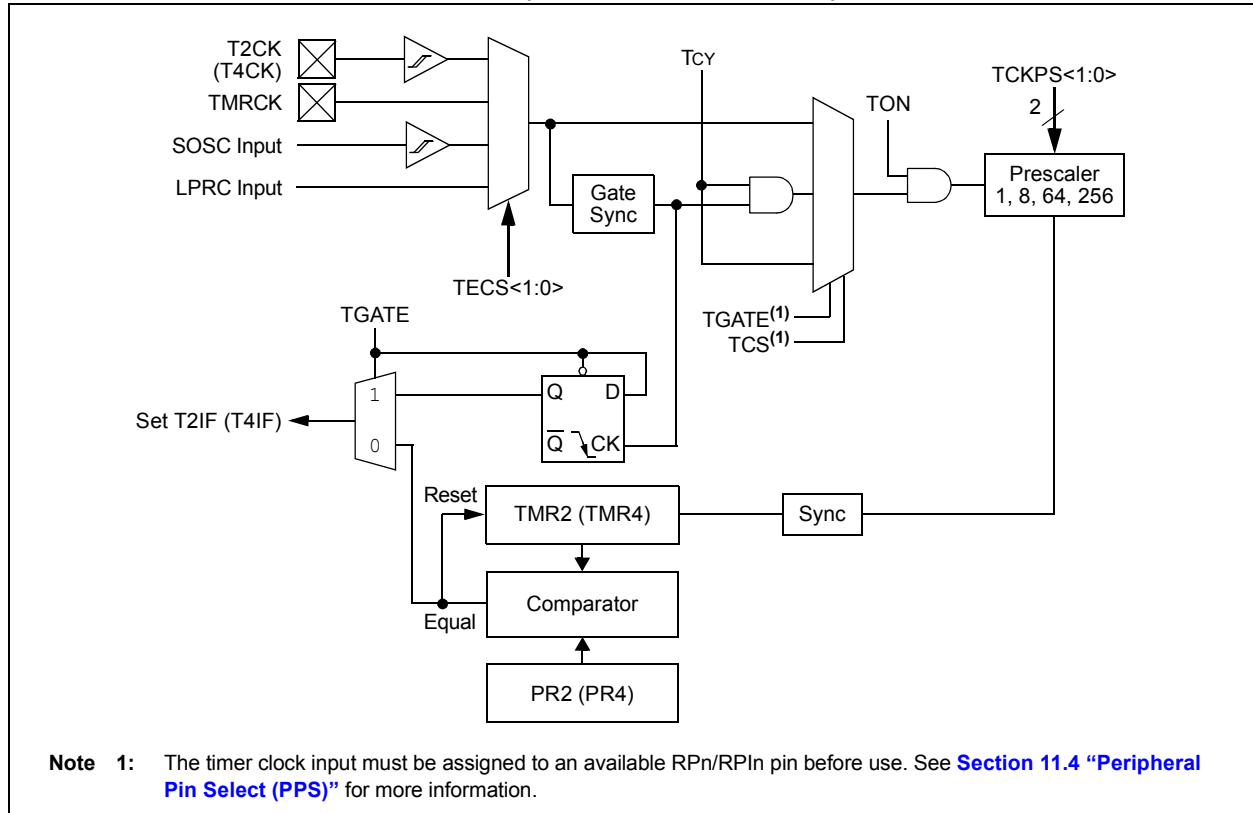 T2CK
(T4CK)
TMRCK
SOSC Input
LPRC Input
TECS<1:0>
Gate
Sync
TCY
TON
TCKPS<1:0>
2
Prescaler
1, 8, 64, 256
TGATE(1)
TCS(1)
TGATE
1
0
Set T2IF (T4IF)
Q D
Q CK
Reset
TMR2 (TMR4)
Sync
Comparator
Equal
PR2 (PR4)
Note 1: The timer clock input must be assigned to an available RPn/RPIn pin before use. See Section 11.4 “Peripheral
Pin Select (PPS)” for more information.